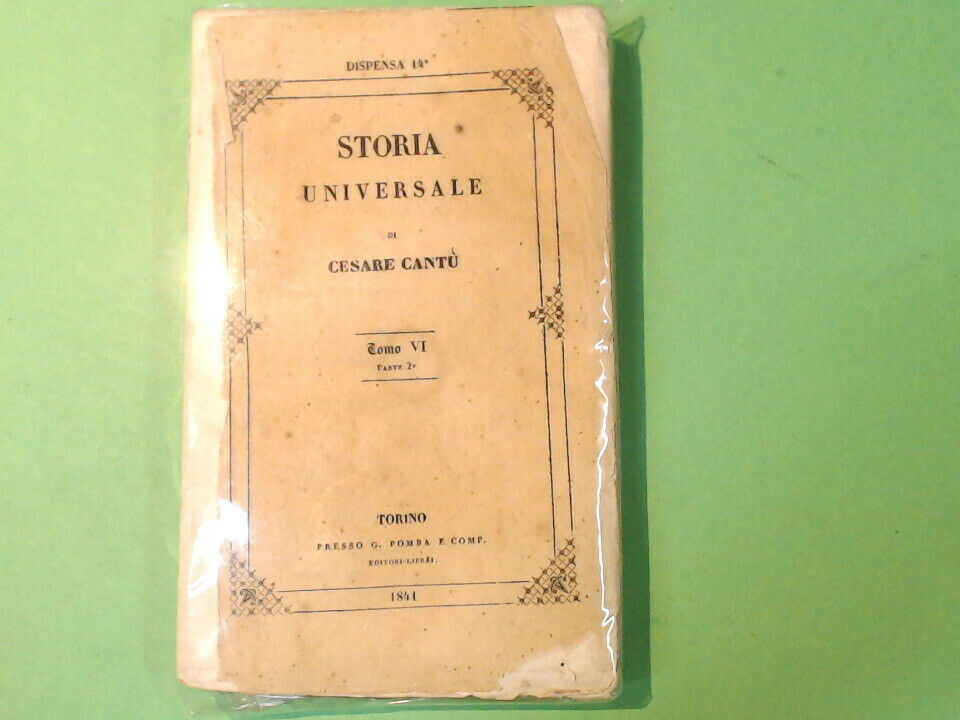 DISPENSA 14ª
STORIA
UNIVERSALE
DI
CESARE CANTÙ
Tomo VI
PARTE 2ª
TORINO
PRESSO G. POMBA E COMP.
EDITORI-LIBRAI.
1841